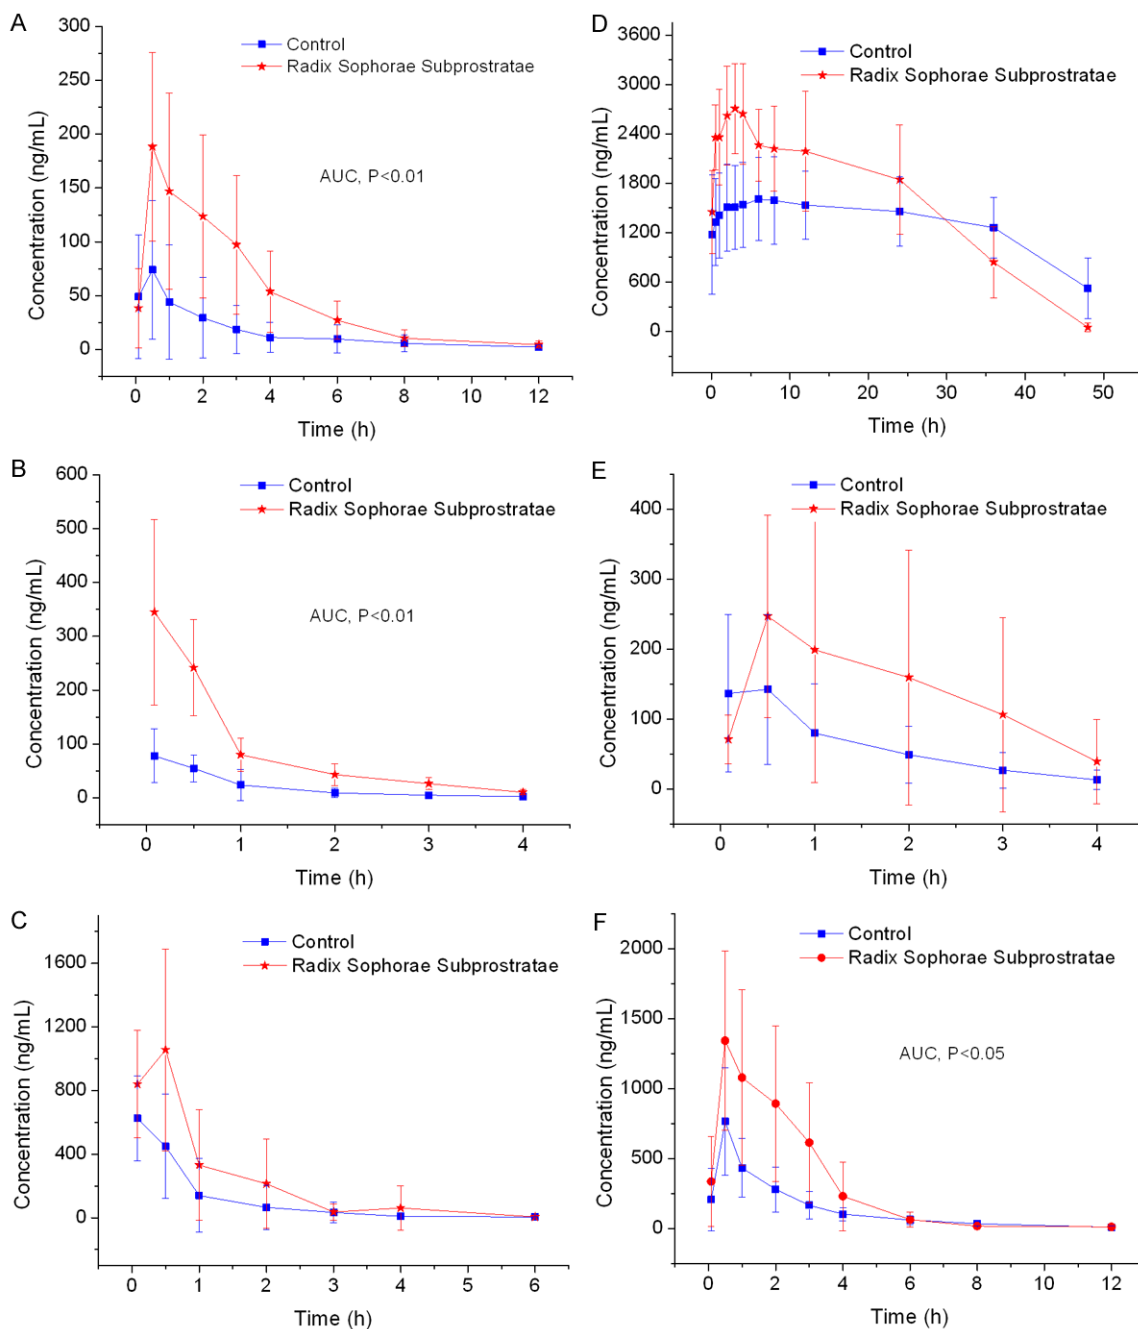 A
300
250
200
150
100
50
0
Concentration (ng/mL)
Control
Radix Sophorae Subprostratae
AUC, P<0.01
0 2 4 6 8 10 12
Time (h)
D
3600
3000
2400
1800
1200
600
0
Concentration (ng/mL)
Control
Radix Sophorae Subprostratae
0 10 20 30 40 50
Time (h)
B
600
500
400
300
200
100
0
Concentration (ng/mL)
Control
Radix Sophorae Subprostratae
AUC, P<0.01
0 1 2 3 4
Time (h)
E
400
300
200
100
0
Concentration (ng/mL)
Control
Radix Sophorae Subprostratae
0 1 2 3 4
Time (h)
C
1600
1200
800
400
0
Concentration (ng/mL)
Control
Radix Sophorae Subprostratae
0 1 2 3 4 5 6
Time (h)
F
2000
1500
1000
500
0
Concentration (ng/mL)
Control
Radix Sophorae Subprostratae
AUC, P<0.05
0 2 4 6 8 10 12
Time (h)